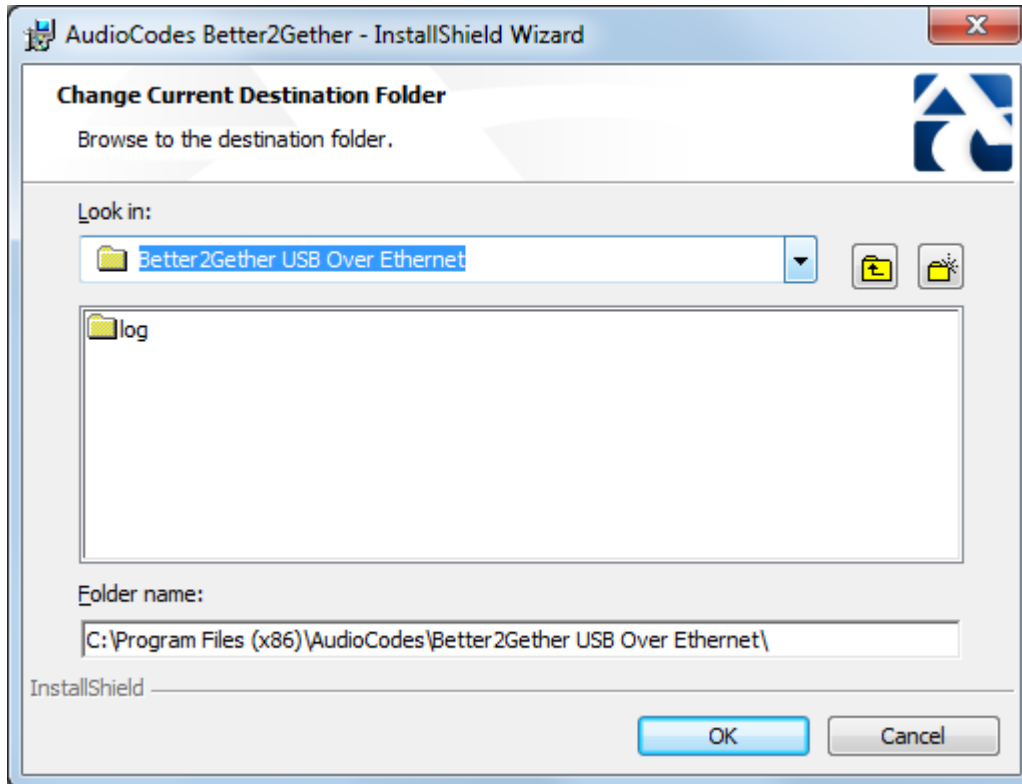 AudioCodes Better2Gether - InstallShield Wizard
Change Current Destination Folder
Browse to the destination folder.
Look in:
Better2Gether USB Over Ethernet
log
Folder name:
C:\Program Files (x86)\AudioCodes\Better2Gether USB Over Ethernet\
InstallShield
OK Cancel